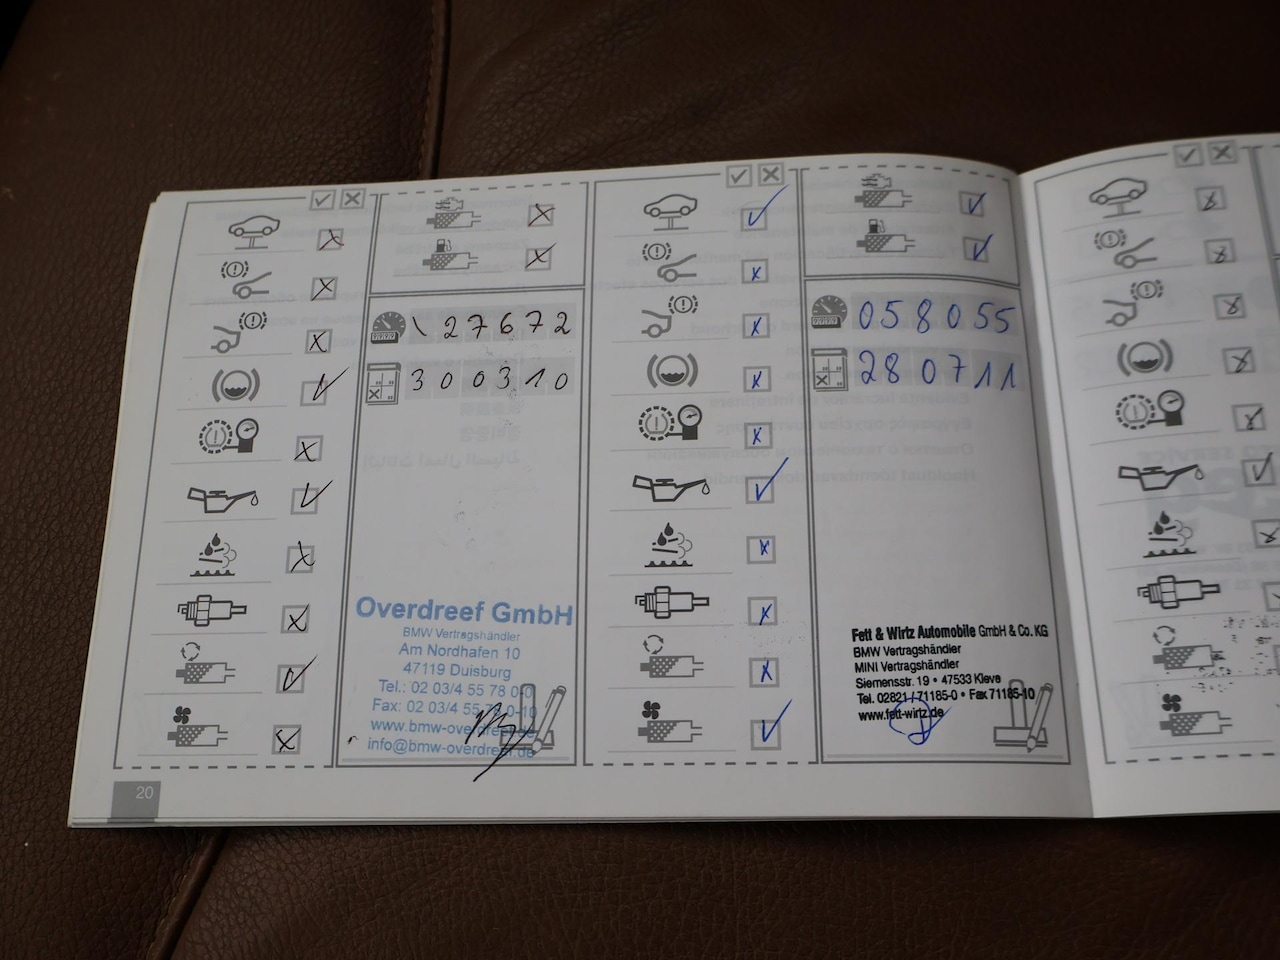 \ 27672
300310
Overdreef GmbH
BMW Vertragshändler
Am Nordhafen 10
47119 Duisburg
Tel.: 02 03/4 55 78 0-0
Fax: 02 03/4 55 78 0-10
www.bmw-overdreef.de
info@bmw-overdreef.de
058055
280711
Fett & Wirtz Automobile GmbH & Co. KG
BMW Vertragshändler
MINI Vertragshändler
Siemensstr. 19 • 47533 Kleve
Tel. 02821 / 71185-0 • Fax 71185-10
www.fett-wirtz.de
20